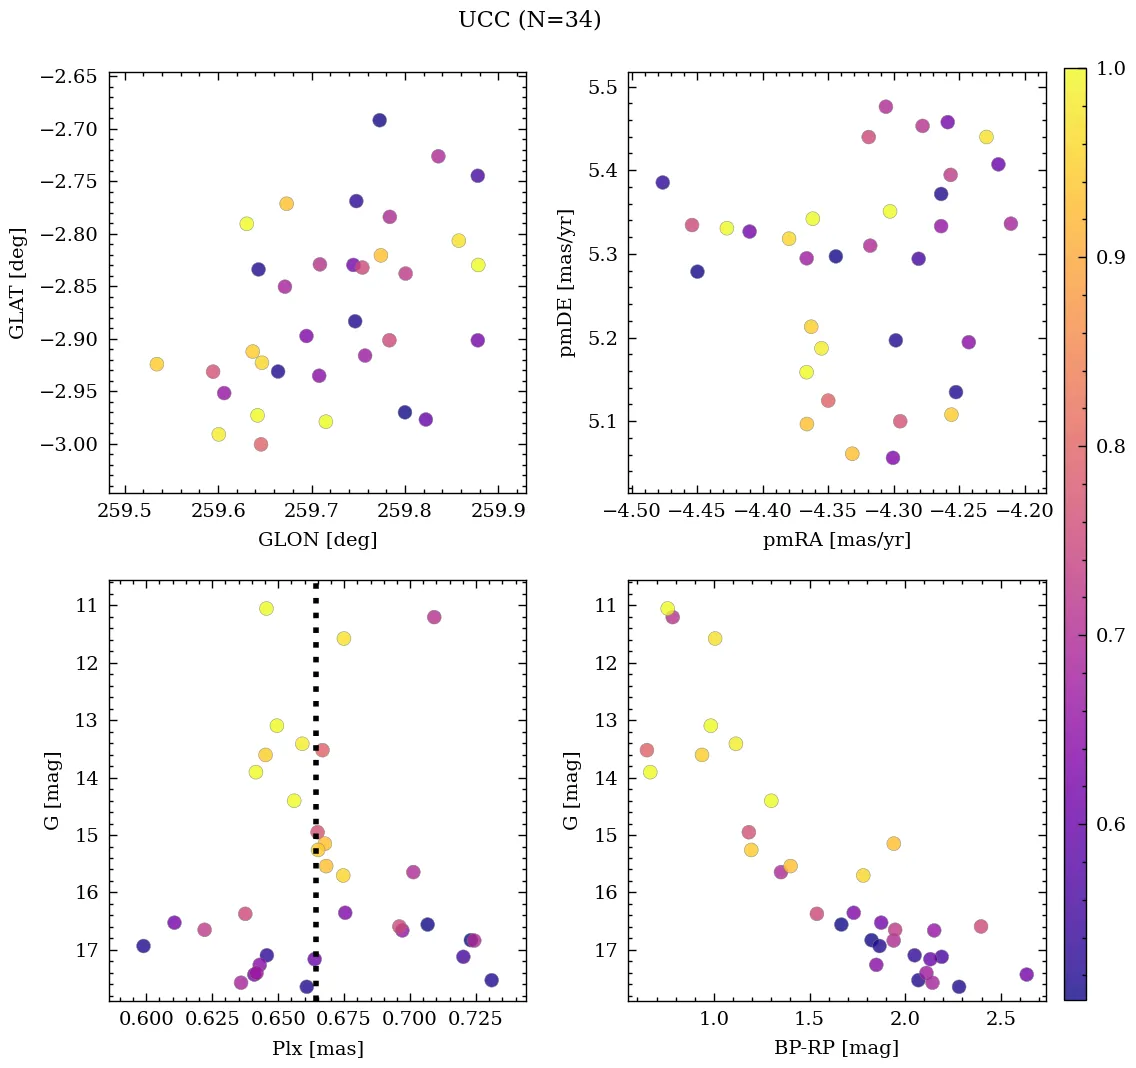 UCC (N=34)
−2.65
−2.70
−2.75
−2.80
−2.85
−2.90
−2.95
−3.00
GLAT [deg]
259.5 259.6 259.7 259.8 259.9
GLON [deg]
5.5
5.4
5.3
5.2
5.1
pmDE [mas/yr]
−4.50 −4.45 −4.40 −4.35 −4.30 −4.25 −4.20
pmRA [mas/yr]
11
12
13
14
15
16
17
G [mag]
0.600 0.625 0.650 0.675 0.700 0.725
Plx [mas]
11
12
13
14
15
16
17
G [mag]
1.0 1.5 2.0 2.5
BP-RP [mag]
1.0
0.9
0.8
0.7
0.6